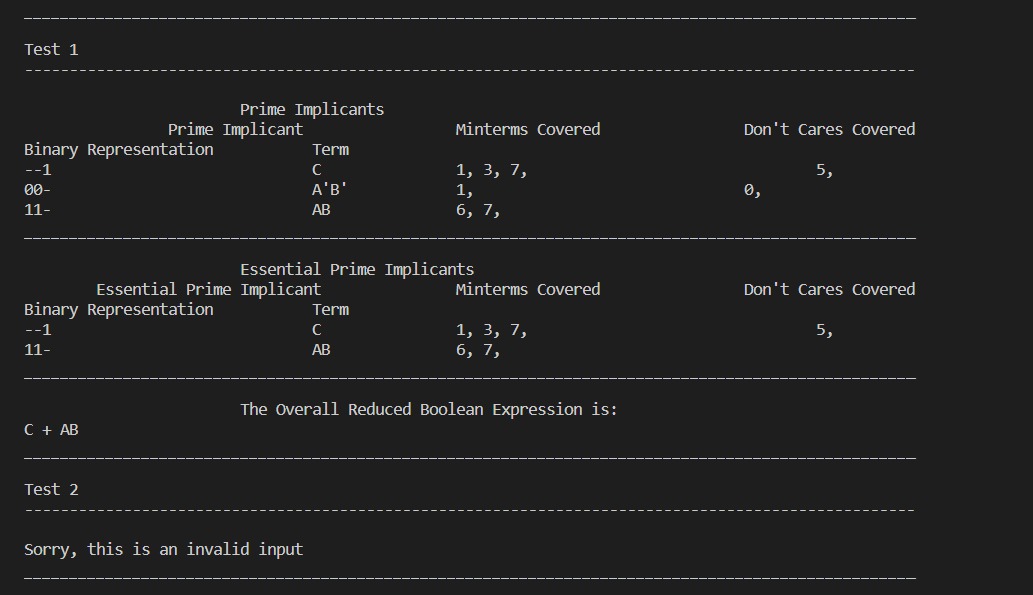 Test 1
Prime Implicants
Prime Implicant Minterms Covered Don't Cares Covered
Binary Representation Term
--1 C 1, 3, 7, 5,
00- A'B' 1, 0,
11- AB 6, 7,
Essential Prime Implicants
Essential Prime Implicant Minterms Covered Don't Cares Covered
Binary Representation Term
--1 C 1, 3, 7, 5,
11- AB 6, 7,
The Overall Reduced Boolean Expression is:
C + AB
Test 2
Sorry, this is an invalid input